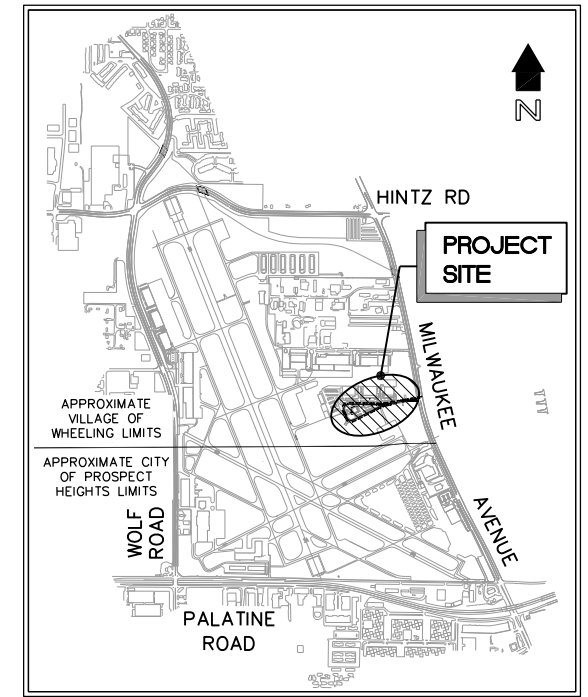 N
HINTZ RD
PROJECT
SITE
MILWAUKEE
AVENUE
APPROXIMATE
VILLAGE OF
WHEELING LIMITS
APPROXIMATE CITY
OF PROSPECT
HEIGHTS LIMITS
WOLF
ROAD
PALATINE
ROAD